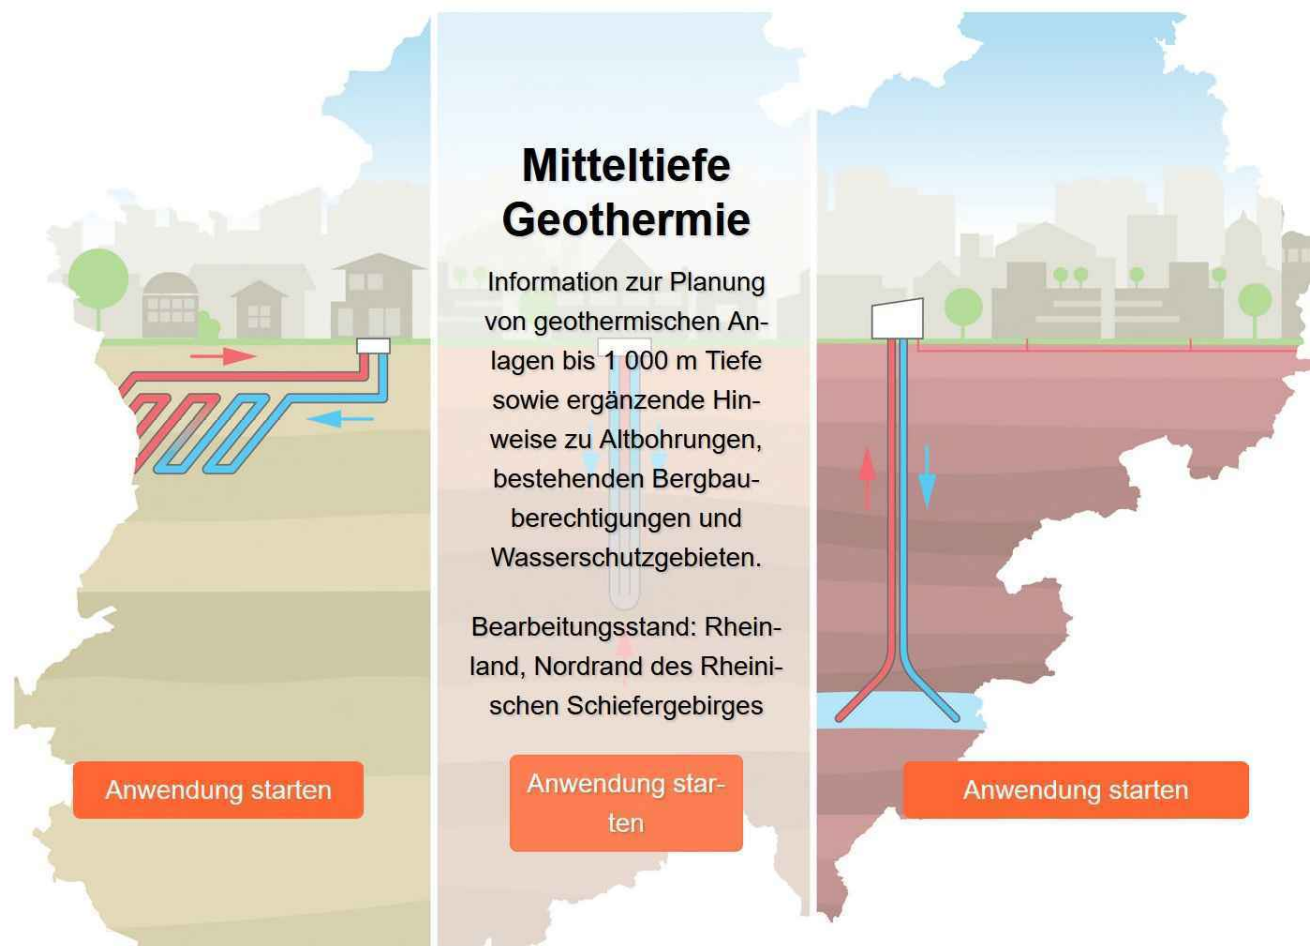 Mitteltiefe
Geothermie
Information zur Planung
von geothermischen An-
lagen bis 1 000 m Tiefe
sowie ergänzende Hin-
weise zu Altbohrungen,
bestehenden Bergbau-
berechtigungen und
Wasserschutzgebieten.
Bearbeitungsstand: Rhein-
land, Nordrand des Rheini-
schen Schiefergebirges
Anwendung starten
Anwendung star-
ten
Anwendung starten